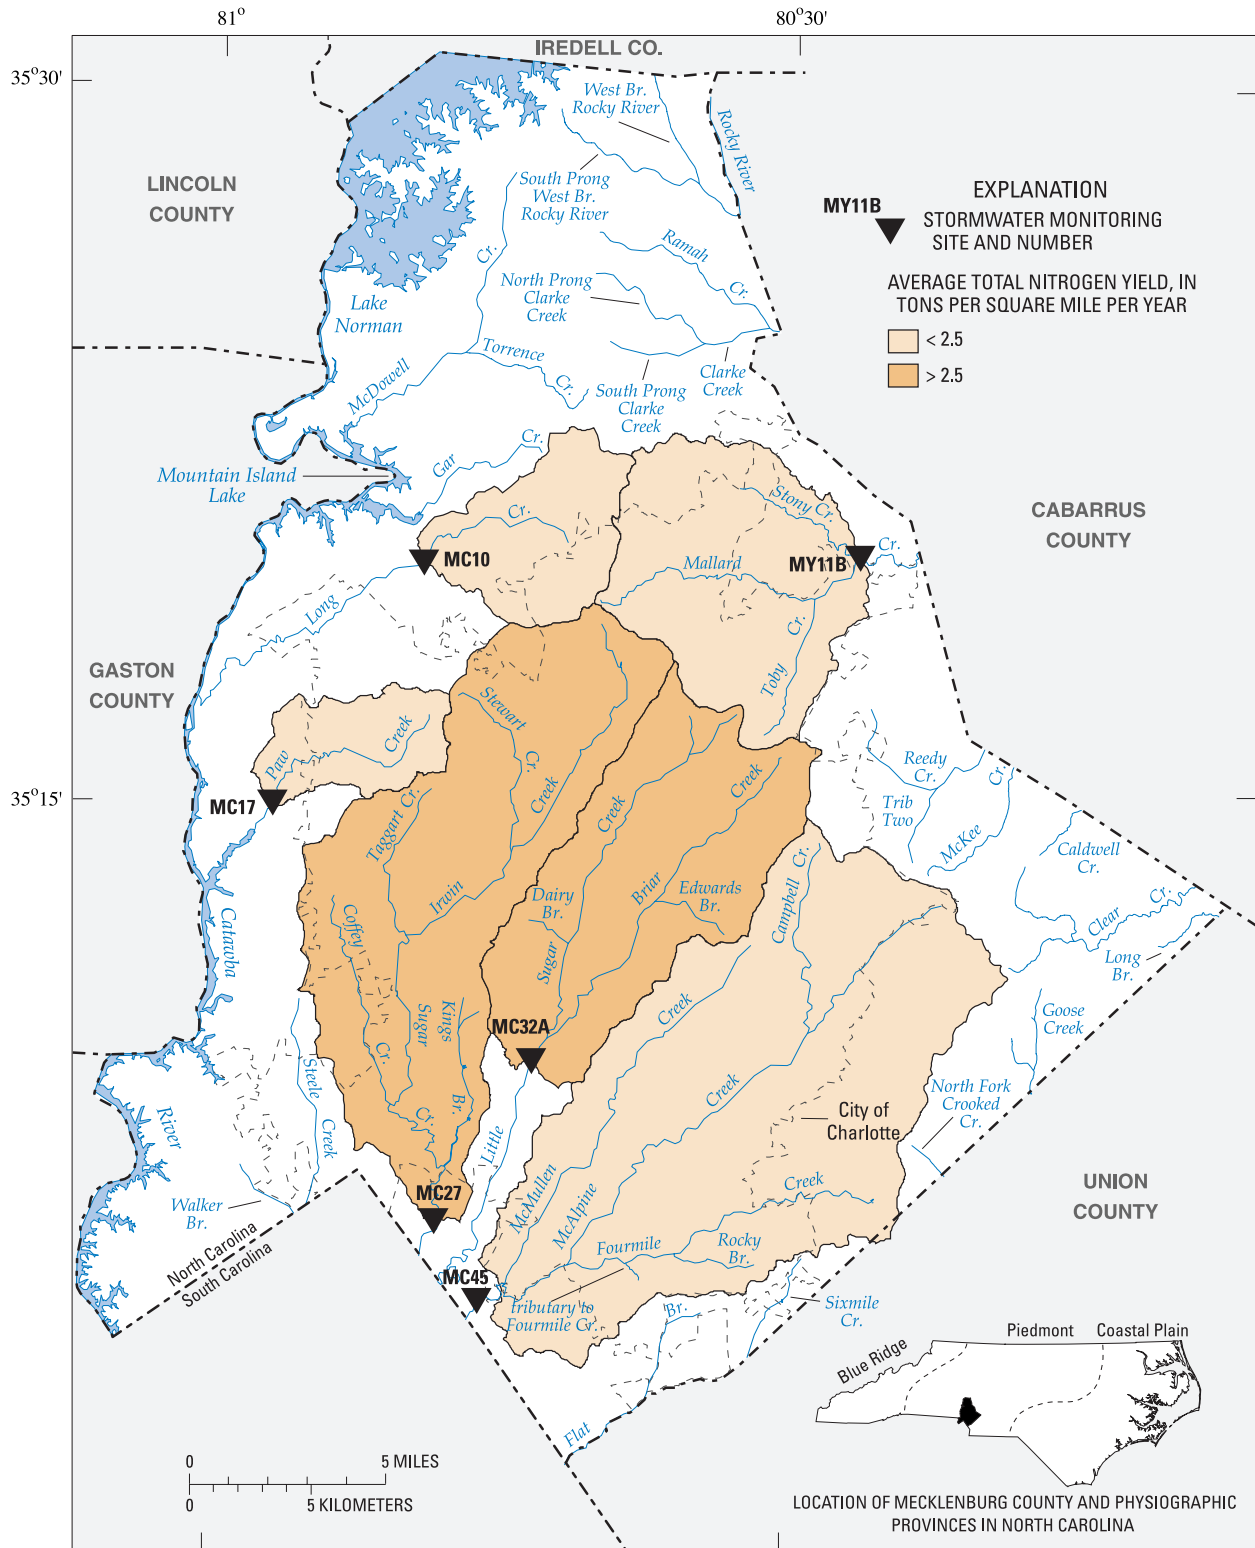 81°
80°30'
35°30'
IREDELL CO.
West Br.
Rocky River
Rocky River
LINCOLN
COUNTY
South Prong
West Br.
Rocky River
EXPLANATION
MY11B
STORMWATER MONITORING
SITE AND NUMBER
AVERAGE TOTAL NITROGEN YIELD, IN
TONS PER SQUARE MILE PER YEAR
< 2.5
> 2.5
Ramah
Cr.
Cr.
North Prong
Clarke
Creek
Lake
Norman
Torrence
Cr.
McDowell
South Prong
Clarke
Creek
Clarke
Creek
Mountain Island
Lake
Gar
Cr.
Stony Cr.
CABARRUS
COUNTY
Cr.
MC10
Mallard
MY11B
Cr.
Long
Cr.
Toby
GASTON
COUNTY
Stewart
Cr.
Creek
Paw
Creek
Reedy
Cr.
Cr.
35°15'
MC17
Taggart Cr.
Creek
Creek
Trib
Two
McKee
Caldwell
Cr.
Irwin
Dairy
Br.
Briar
Edwards
Br.
Campbell
Cr.
Clear
Cr.
Catawba
Coffey
Sugar
Long
Br.
Kings
Sugar
Creek
Goose
Creek
MC32A
Cr.
Steele
Creek
Creek
North Fork
Crooked
Cr.
City of
Charlotte
River
Cr.
Br.
Little
UNION
COUNTY
Walker
Br.
MC27
McMullen
McAlpine
Creek
North Carolina
South Carolina
Fourmile
Rocky
Br.
MC45
Tributary to
Fourmile Cr.
Br.
Sixmile
Cr.
Flat
Blue Ridge
Piedmont
Coastal Plain
0
5 MILES
0
5 KILOMETERS
LOCATION OF MECKLENBURG COUNTY AND PHYSIOGRAPHIC
PROVINCES IN NORTH CAROLINA